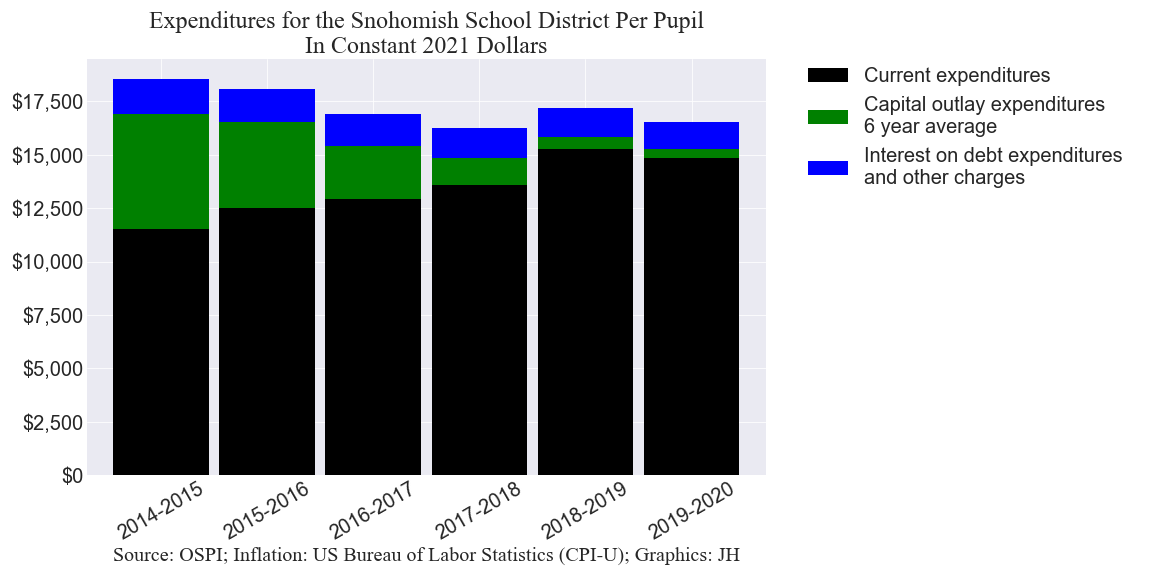 Expenditures for the Snohomish School District Per Pupil
In Constant 2021 Dollars
$17,500
$15,000
$12,500
$10,000
$7,500
$5,000
$2,500
$0
2014-2015
2015-2016
2016-2017
2017-2018
2018-2019
2019-2020
Current expenditures
Capital outlay expenditures
6 year average
Interest on debt expenditures
and other charges
Source: OSPI; Inflation: US Bureau of Labor Statistics (CPI-U); Graphics: JH